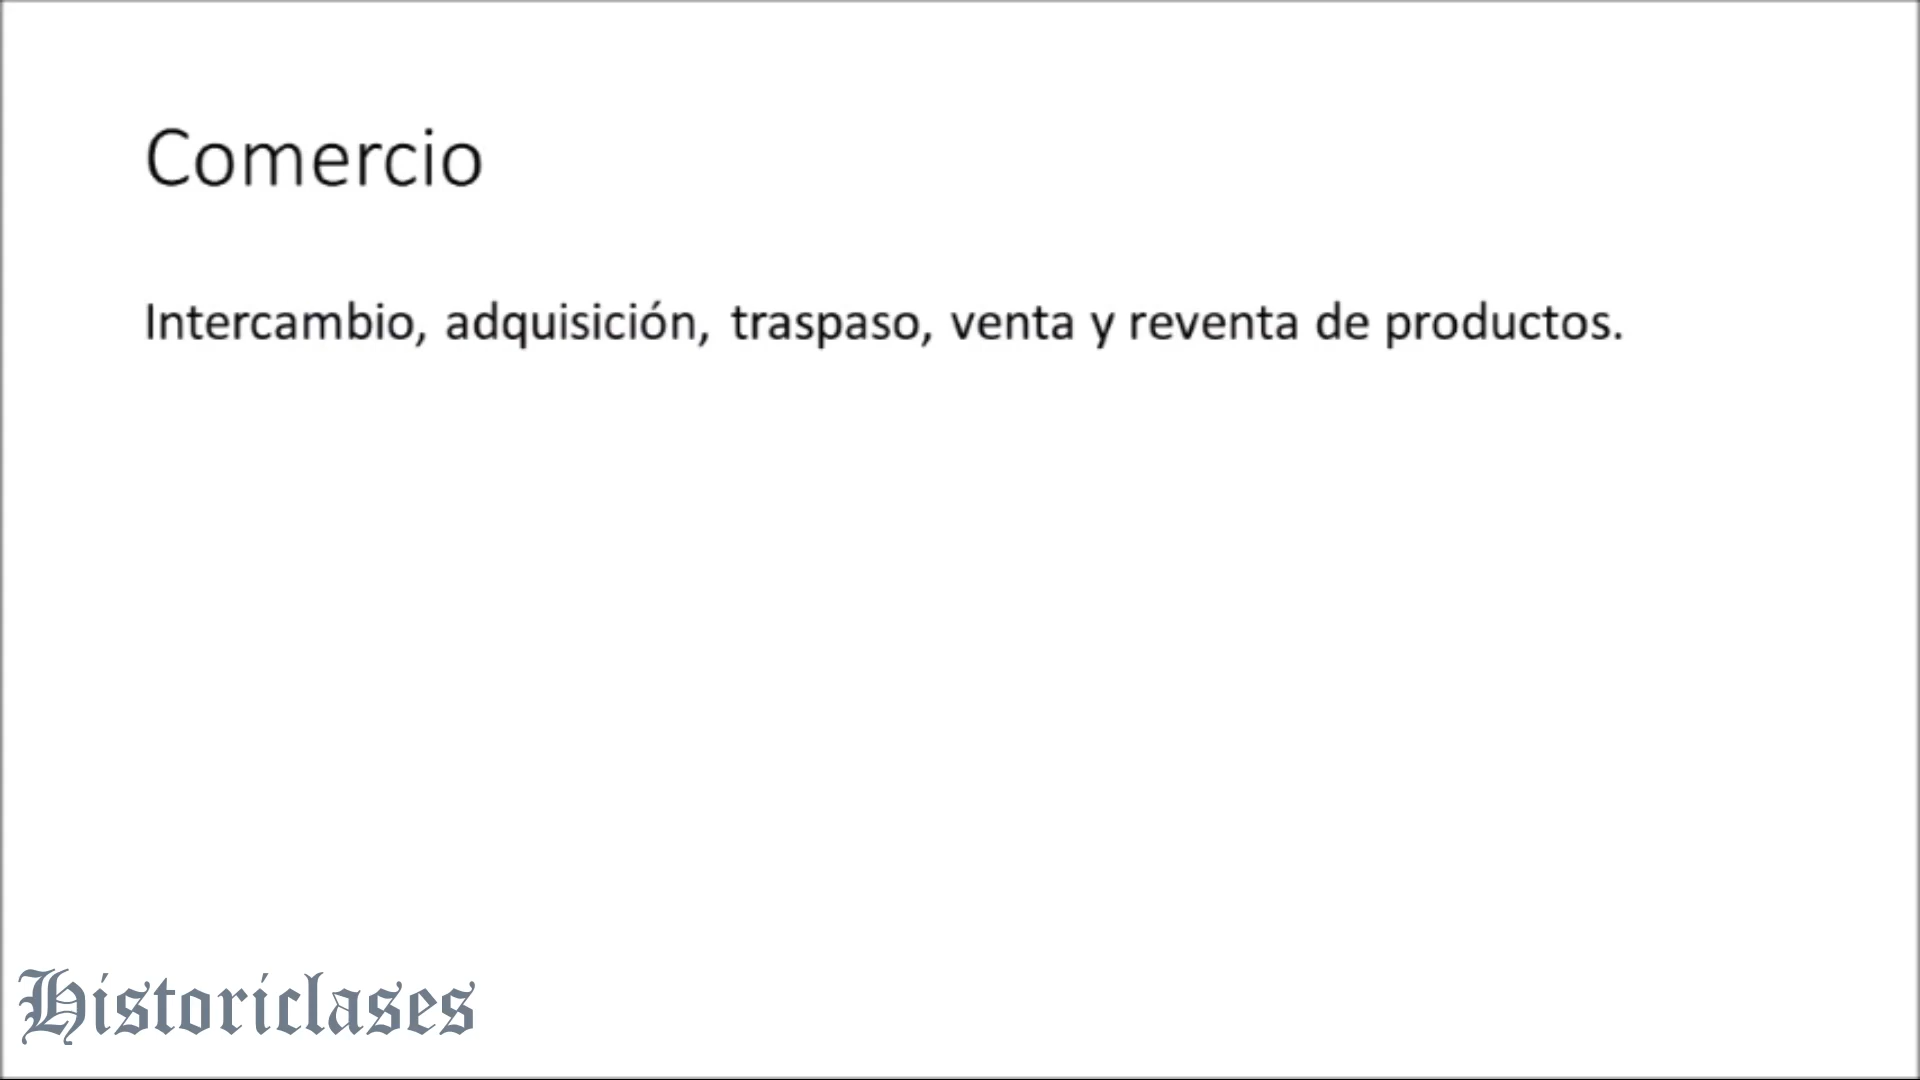 Comercio
Intercambio, adquisición, traspaso, venta y reventa de productos.
Historiclases